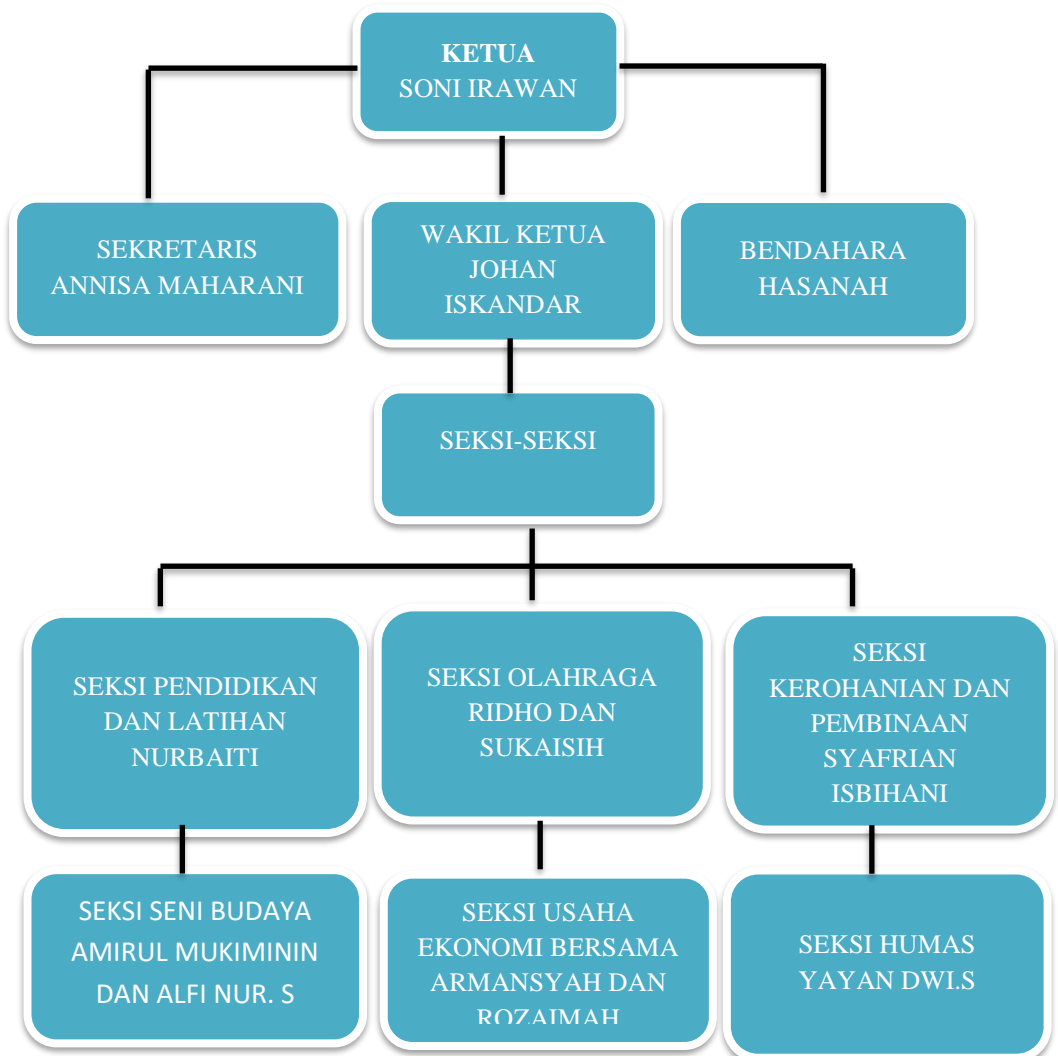 KETUA
SONI IRAWAN
SEKRETARIS
ANNISA MAHARANI
WAKIL KETUA
JOHAN
ISKANDAR
BENDAHARA
HASANAH
SEKSI-SEKSI
SEKSI PENDIDIKAN
DAN LATIHAN
NURBAITI
SEKSI OLAHRAGA
RIDHO DAN
SUKAISIH
SEKSI
KEROHANIAN DAN
PEMBINAAN
SYAFRIAN
ISBIHANI
SEKSI SENI BUDAYA
AMIRUL MUKIMININ
DAN ALFI NUR. S
SEKSI USAHA
EKONOMI BERSAMA
ARMANSYAH DAN
ROZAIMAH
SEKSI HUMAS
YAYAN DWI.S